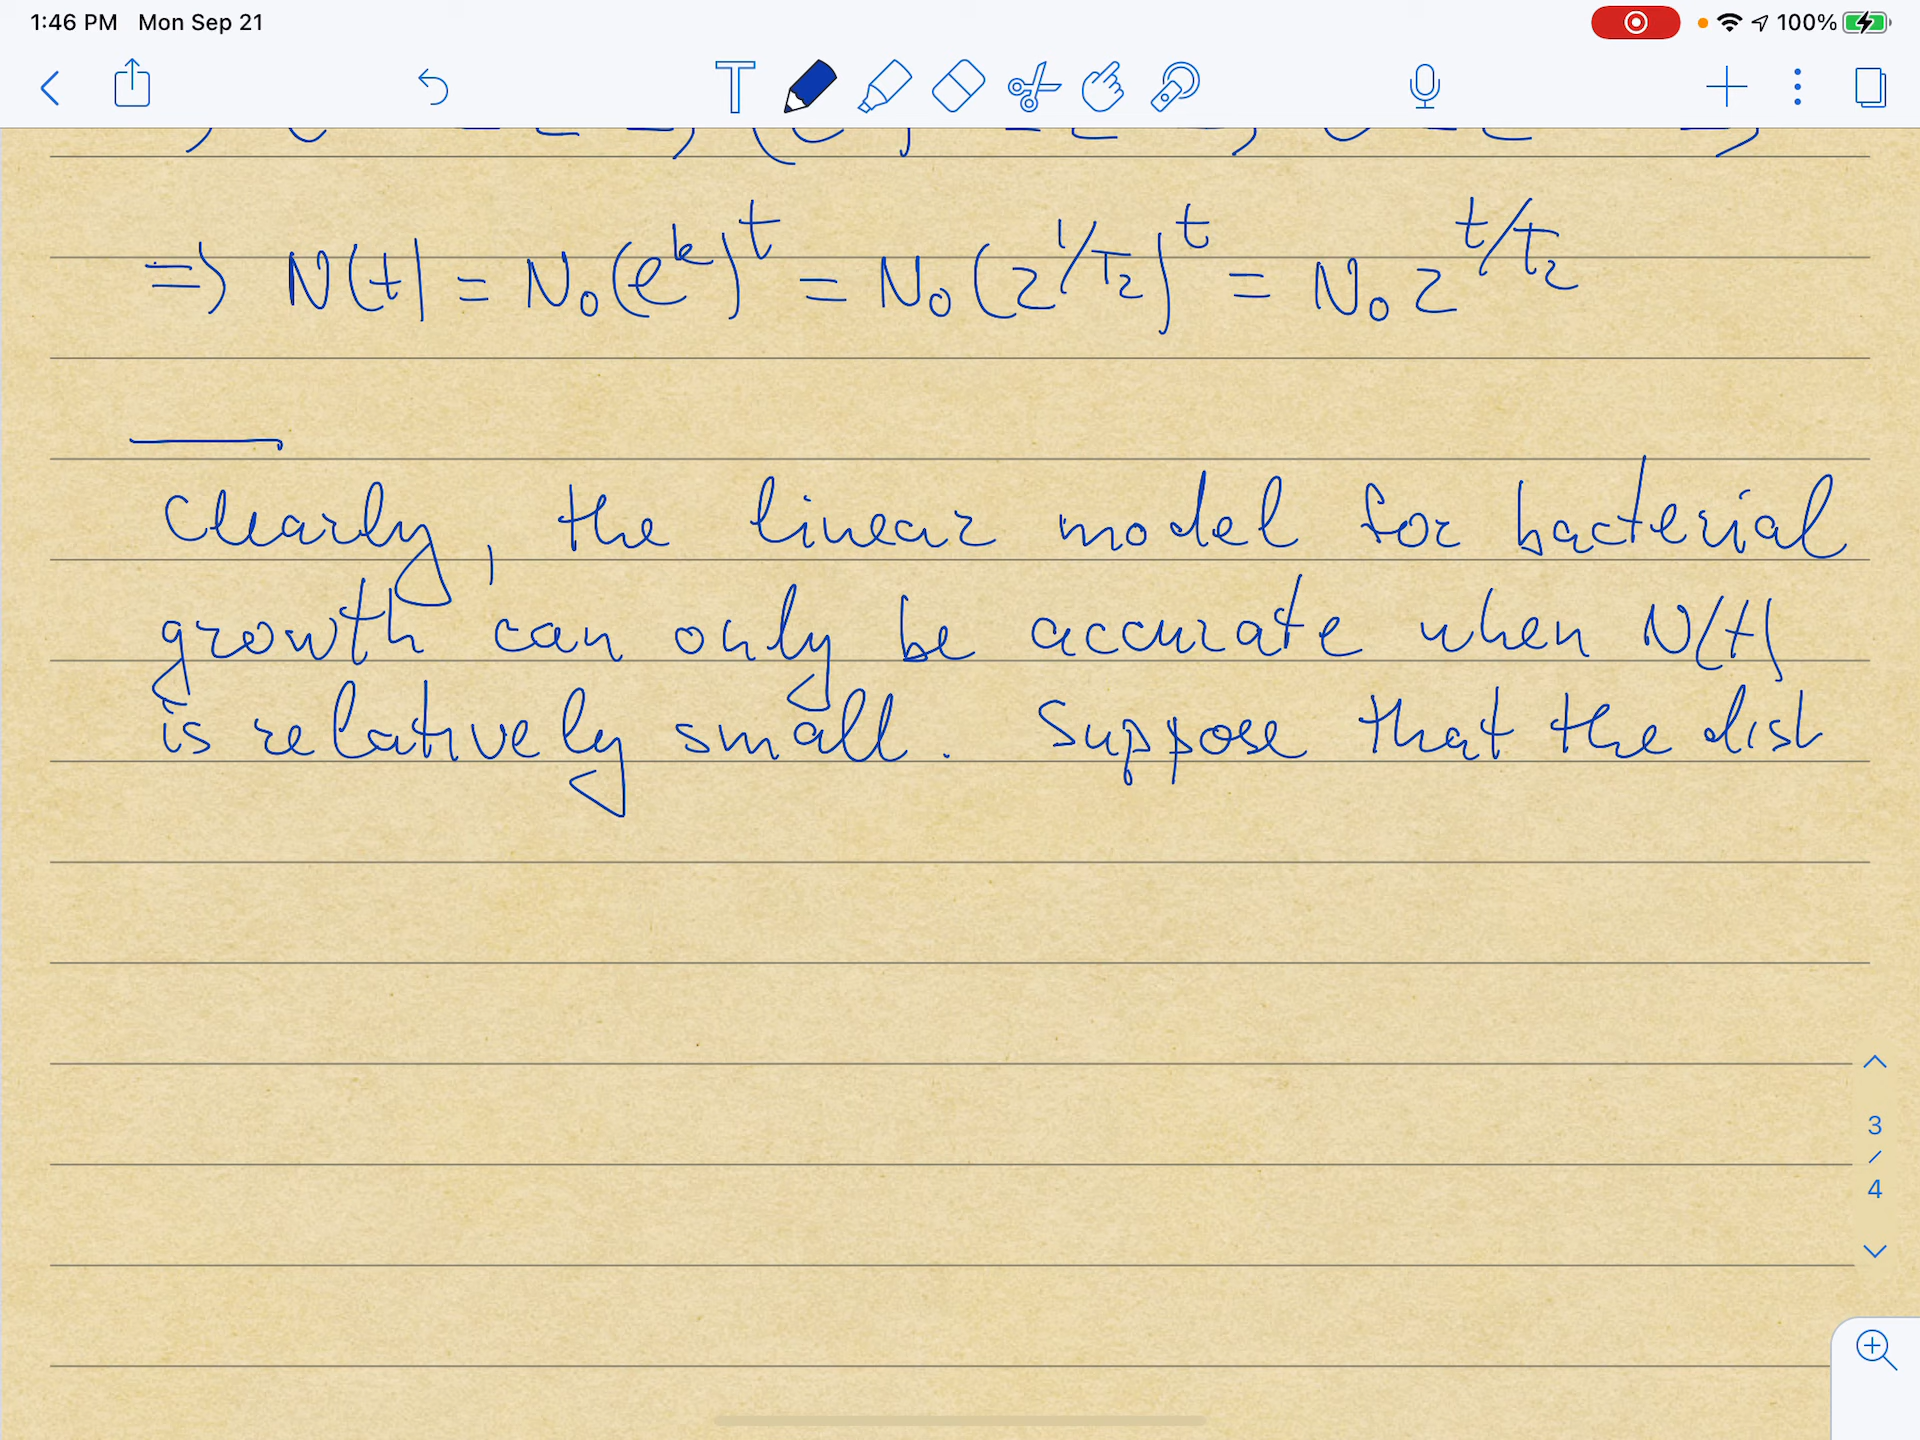 1:46 PM Mon Sep 21 100%
=> N(t) = N₀(e^k)^t = N₀(2^{1/T₂})^t = N₀ 2^{t/T₂}
Clearly, the linear model for bacterial
growth can only be accurate when N(t)
is relatively small. Suppose that the dish
3
/
4